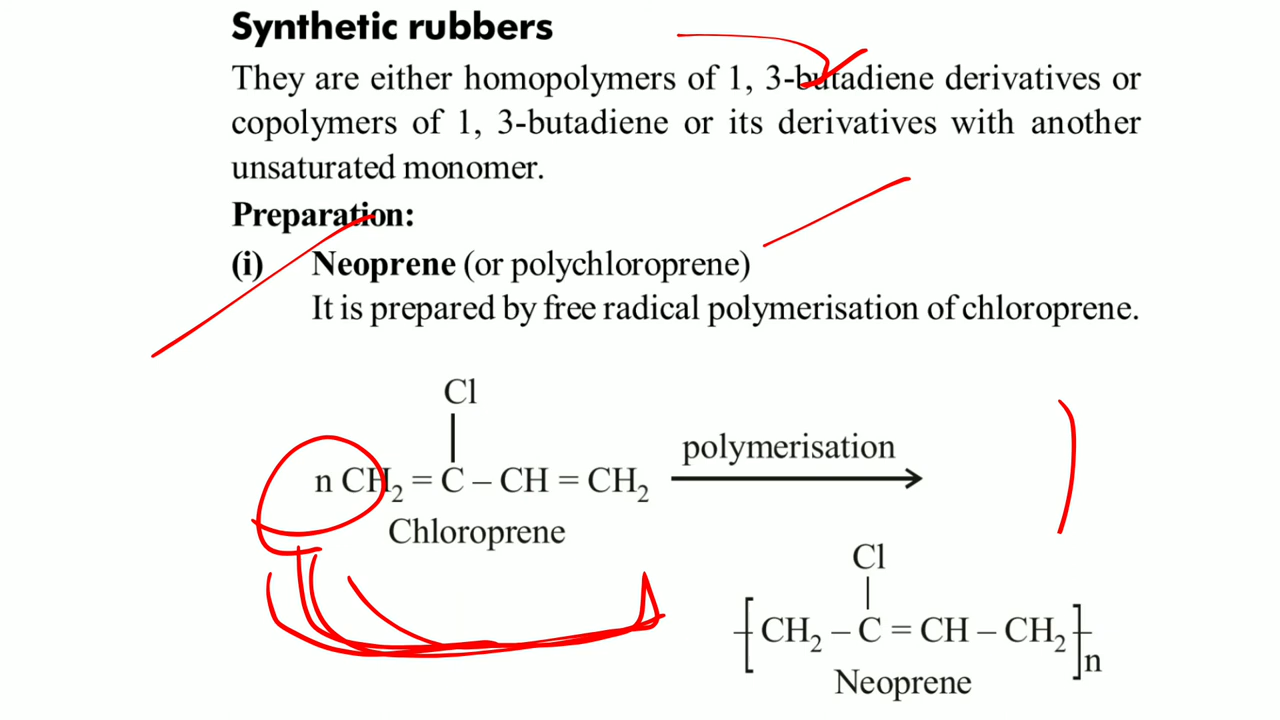 Synthetic rubbers
They are either homopolymers of 1, 3-butadiene derivatives or
copolymers of 1, 3-butadiene or its derivatives with another
unsaturated monomer.
Preparation:
(i) Neoprene (or polychloroprene)
It is prepared by free radical polymerisation of chloroprene.
Cl
|
n CH₂ = C – CH = CH₂
polymerisation
Chloroprene
Cl
|
[CH₂ – C = CH – CH₂]n
Neoprene